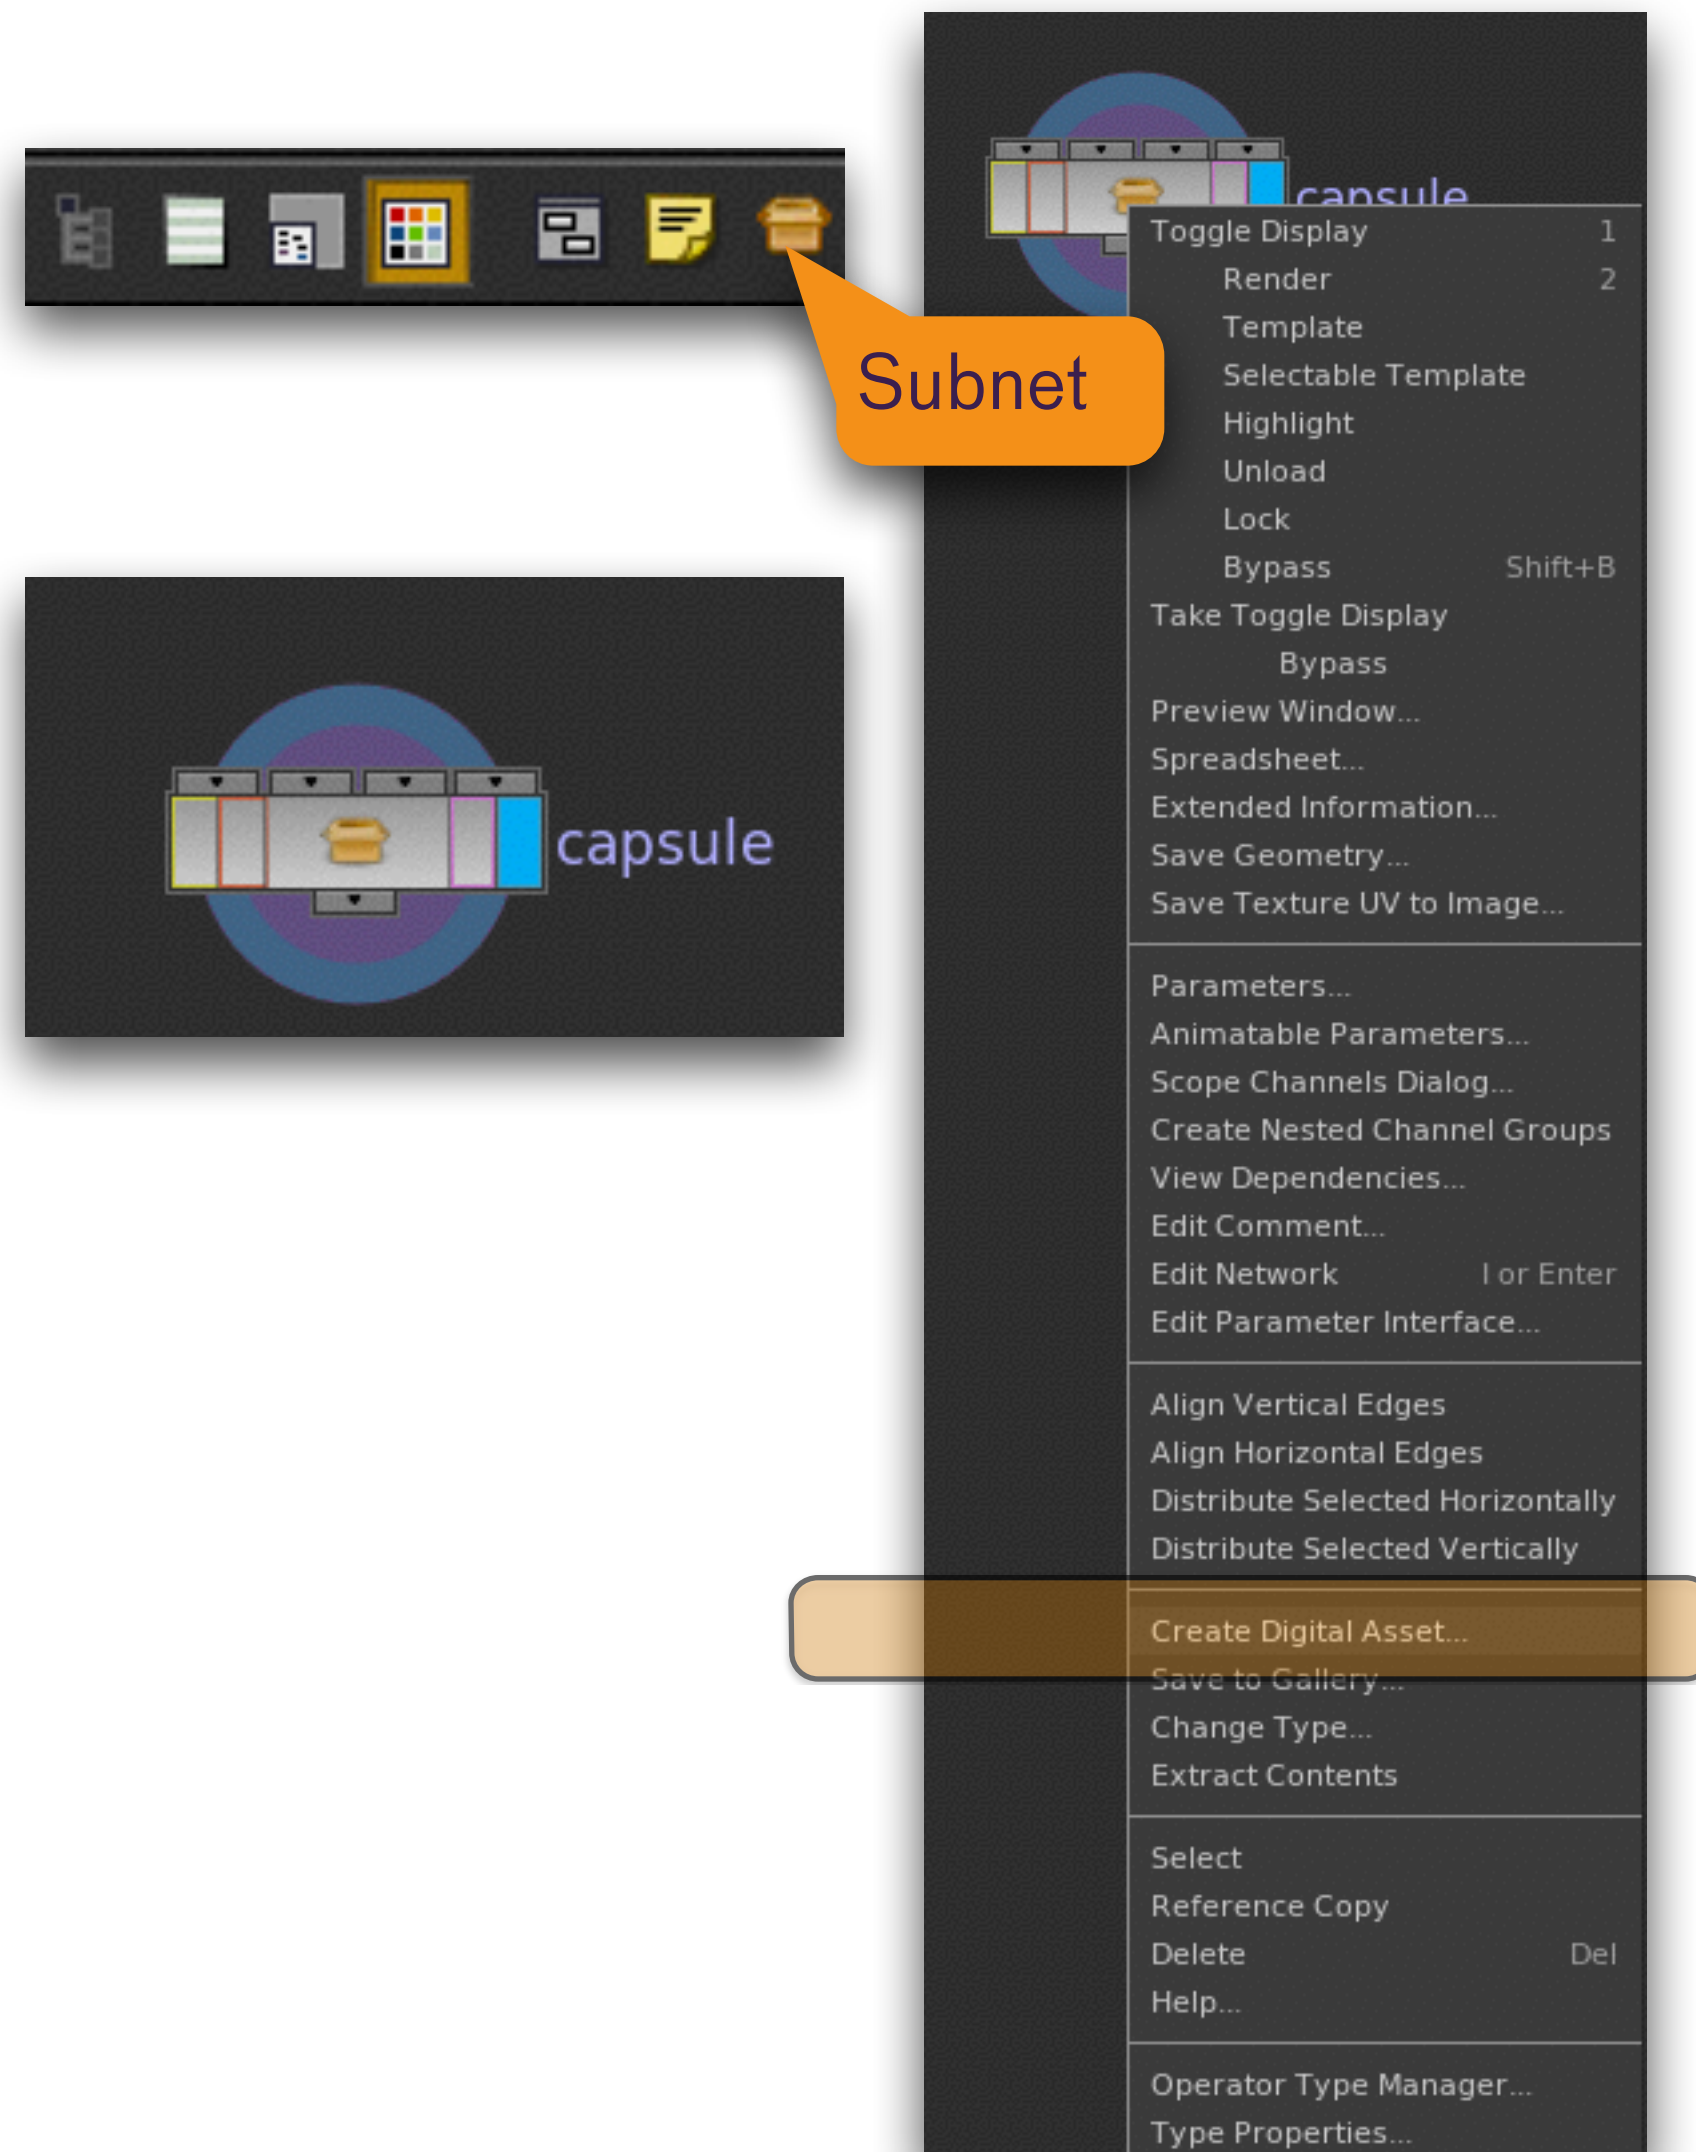 Subnet
capsule
capsule
Toggle Display 1
Render 2
Template
Selectable Template
Highlight
Unload
Lock
Bypass Shift+B
Take Toggle Display
Bypass
Preview Window...
Spreadsheet...
Extended Information...
Save Geometry...
Save Texture UV to Image...
Parameters...
Animatable Parameters...
Scope Channels Dialog...
Create Nested Channel Groups
View Dependencies...
Edit Comment...
Edit Network I or Enter
Edit Parameter Interface...
Align Vertical Edges
Align Horizontal Edges
Distribute Selected Horizontally
Distribute Selected Vertically
Create Digital Asset...
Save to Gallery...
Change Type...
Extract Contents
Select
Reference Copy
Delete Del
Help...
Operator Type Manager...
Type Properties...